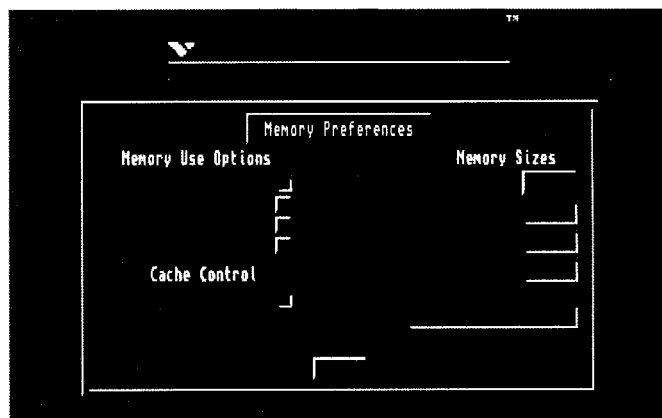 TM
Memory Preferences
Memory Use Options Memory Sizes
Cache Control